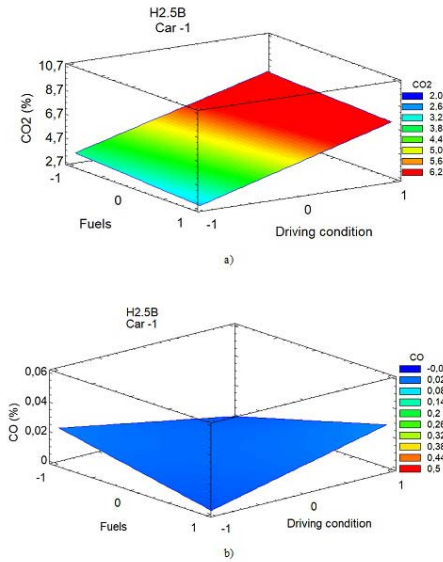 H2.5B
Car -1
10,7
8,7
6,7
4,7
2,7
CO2 (%)
-1
0
1
Fuels
-1
0
1
Driving condition
CO2
2,0
2,6
3,8
4,4
5,0
5,6
6,2
a)
H2.5B
Car -1
0,06
0,04
0,02
0
CO (%)
-1
0
1
Fuels
-1
0
1
Driving condition
CO
-0,0
0,02
0,08
0,14
0,2
0,26
0,32
0,38
0,44
0,5
b)